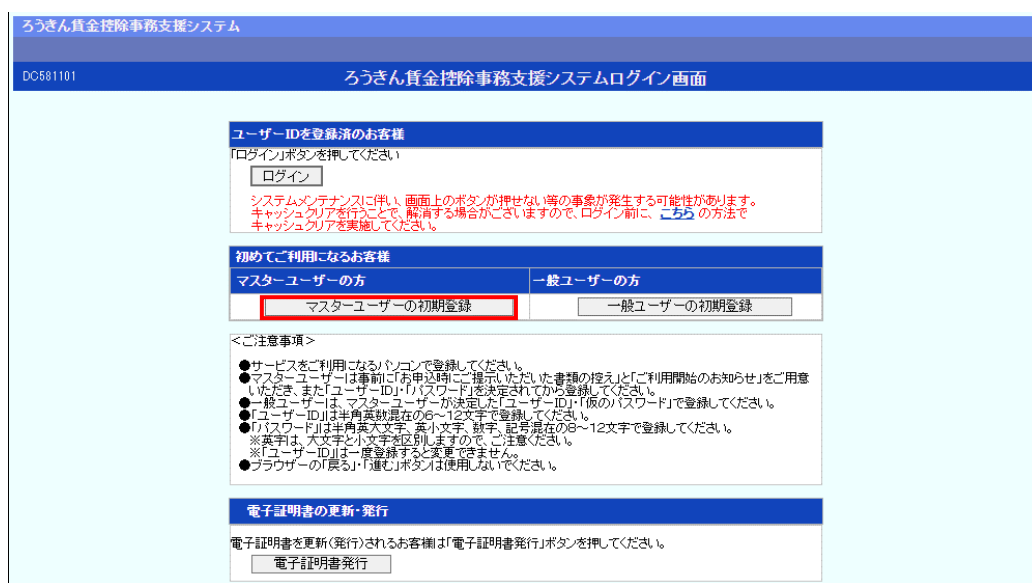 ろうきん賃金控除事務支援システム
DC581101
ろうきん賃金控除事務支援システムログイン画面
ユーザーIDを登録済のお客様
「ログイン」ボタンを押してください
ログイン
システムメンテナンスに伴い、画面上のボタンが押せない等の事象が発生する可能性があります。
キャッシュクリアを行うことで、解消する場合がございますので、ログイン前に、こちら の方法で
キャッシュクリアを実施してください。
初めてご利用になるお客様
マスターユーザーの方
一般ユーザーの方
マスターユーザーの初期登録
一般ユーザーの初期登録
<ご注意事項>
●サービスをご利用になるパソコンで登録してください。
●マスターユーザーは事前に「お申込時にご提示いただいた書類の控え」と「ご利用開始のお知らせ」をご用意
いただき、また「ユーザーID」・「パスワード」を決定されてから登録してください。
●一般ユーザーは、マスターユーザーが決定した「ユーザーID」・「仮のパスワード」で登録してください。
●「ユーザーID」は半角英数混在の6～12文字で登録してください。
●「パスワード」は半角英大文字、英小文字、数字、記号混在の8～12文字で登録してください。
※英字は、大文字と小文字を区別しますので、ご注意ください。
※「ユーザーID」は一度登録すると変更できません。
●ブラウザーの「戻る」・「進む」ボタンは使用しないでください。
電子証明書の更新・発行
電子証明書を更新（発行）されるお客様は「電子証明書発行」ボタンを押してください。
電子証明書発行